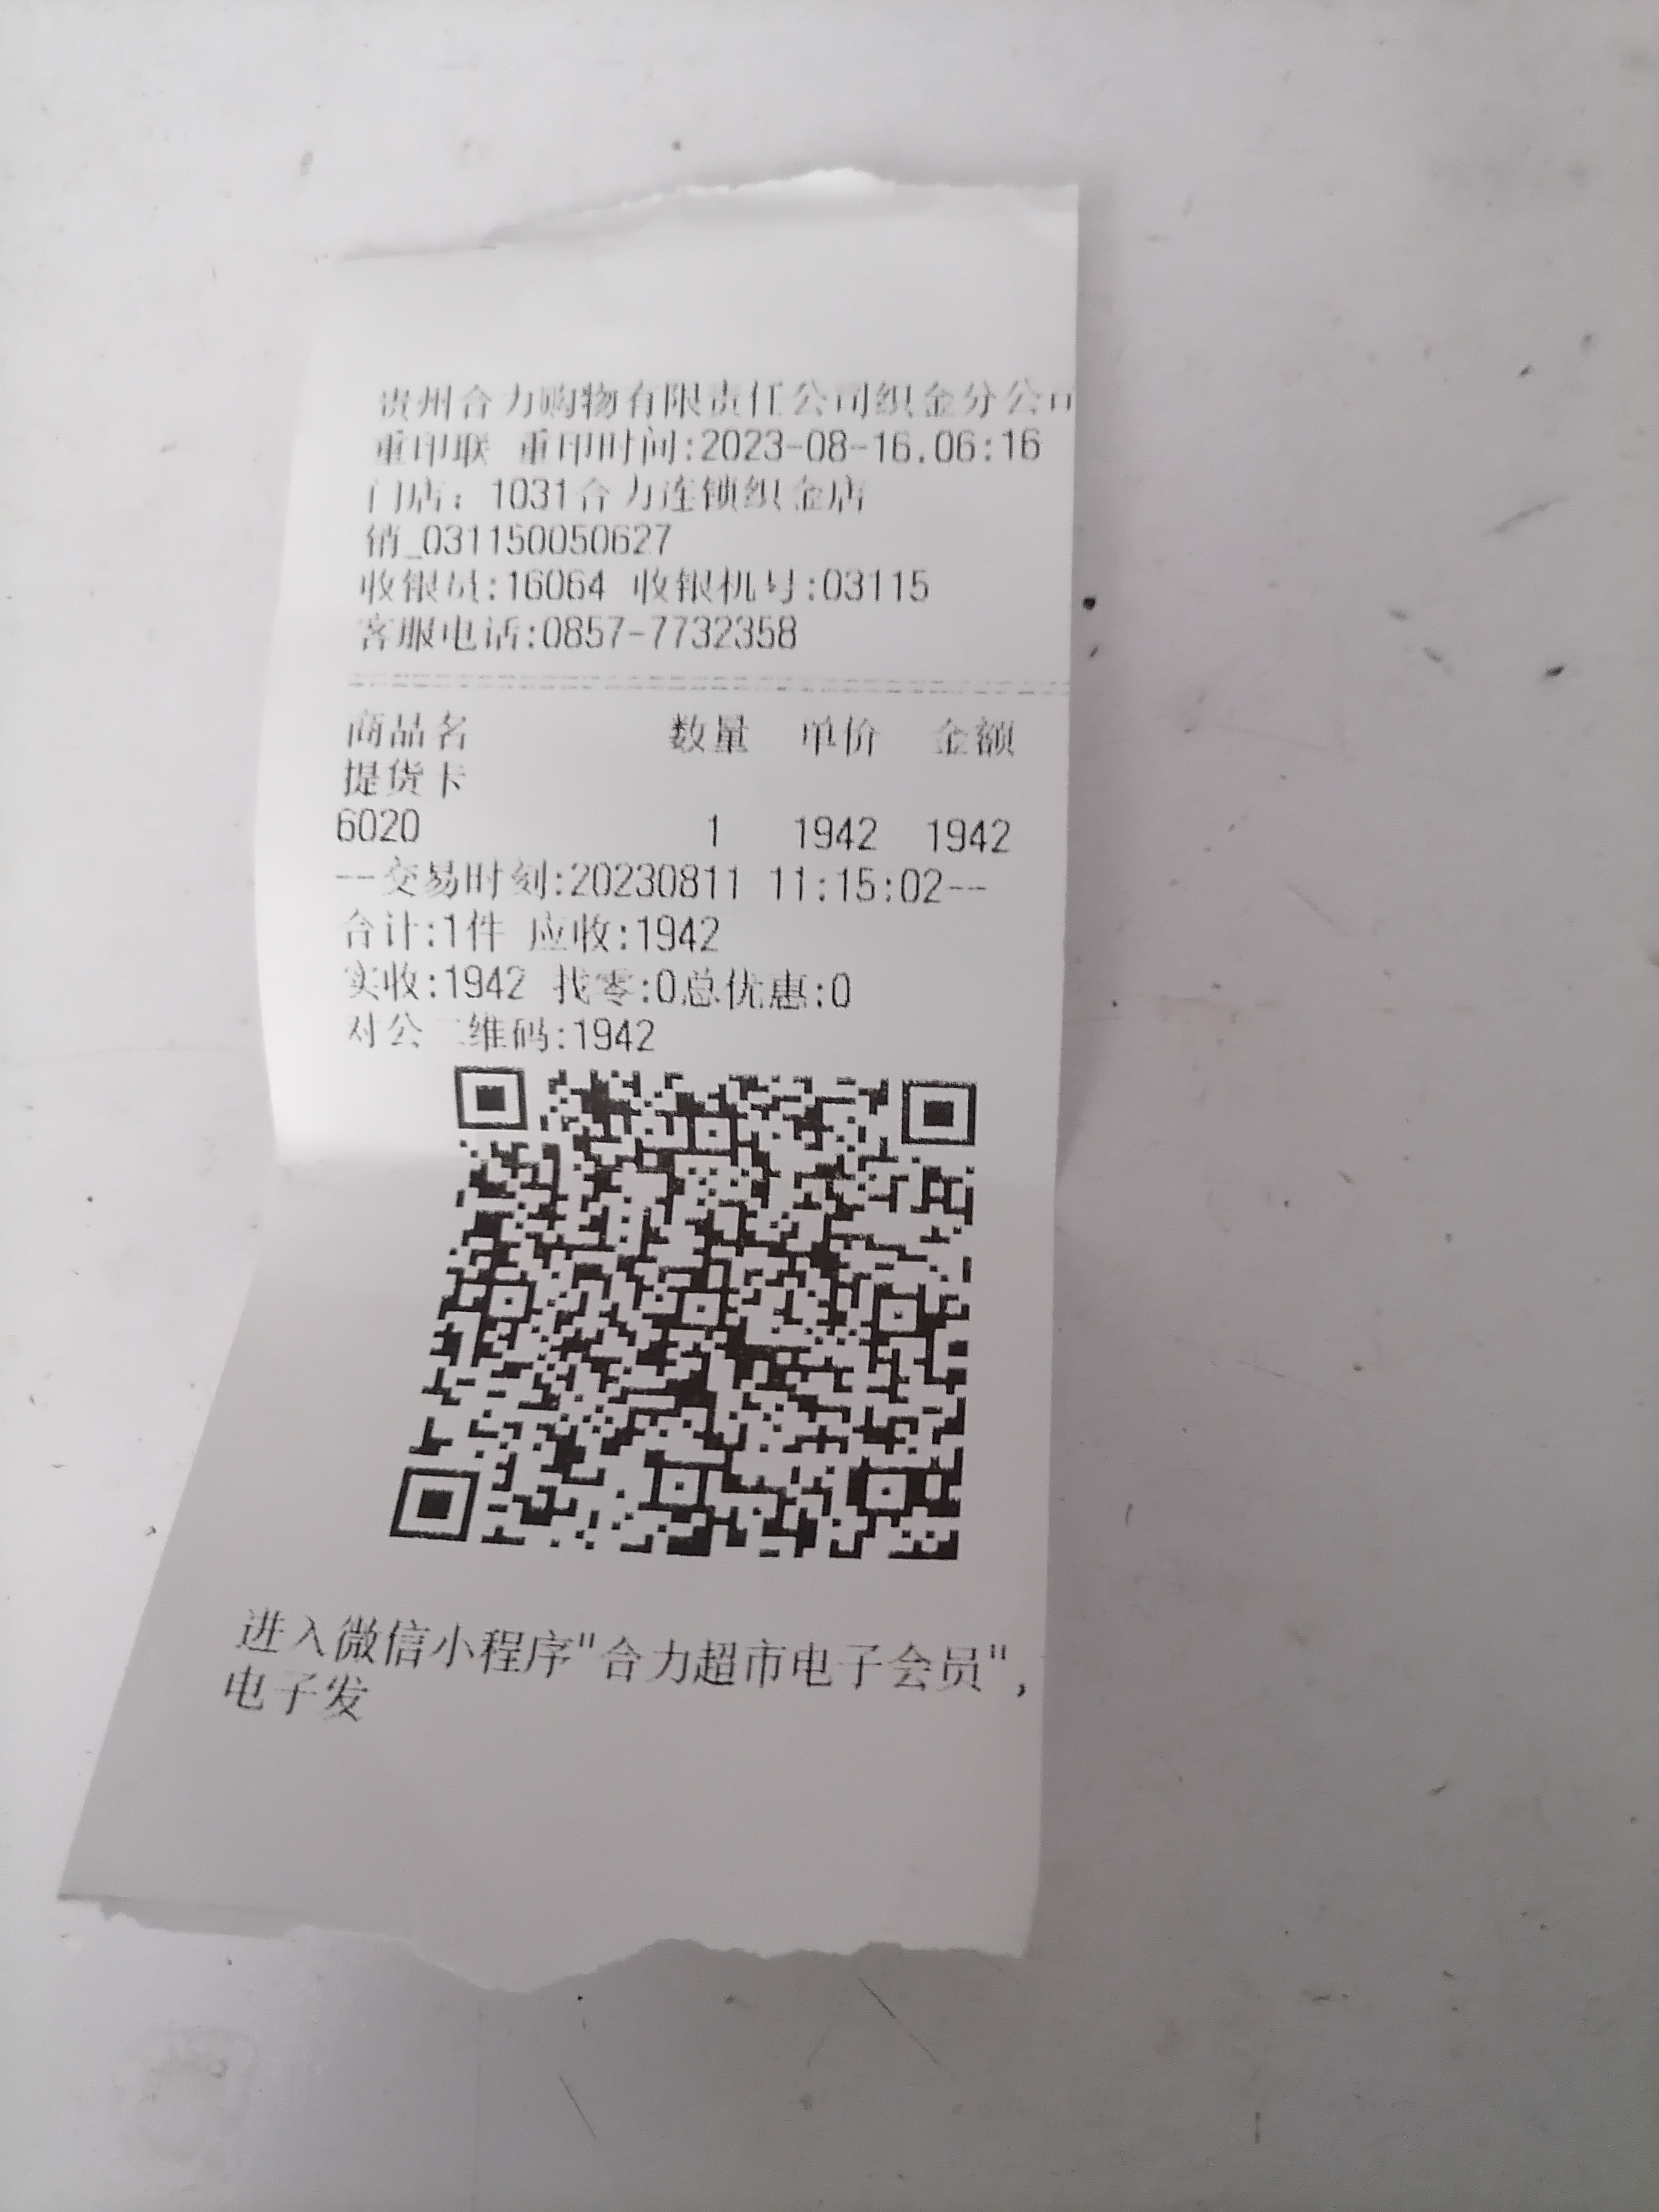 贵州合力购物有限责任公司织金分公司
重印联 重印时间:2023-08-16.06:16
门店: 1031合力连锁织金店
销_031150050627
收银员:16064 收银机号:03115
客服电话:0857-7732358
商品名 数量 单价 金额
提货卡
6020 1 1942 1942
--交易时刻:20230811 11:15:02--
合计:1件 应收:1942
实收:1942 找零:0总优惠:0
对公二维码:1942
进入微信小程序"合力超市电子会员",
电子发